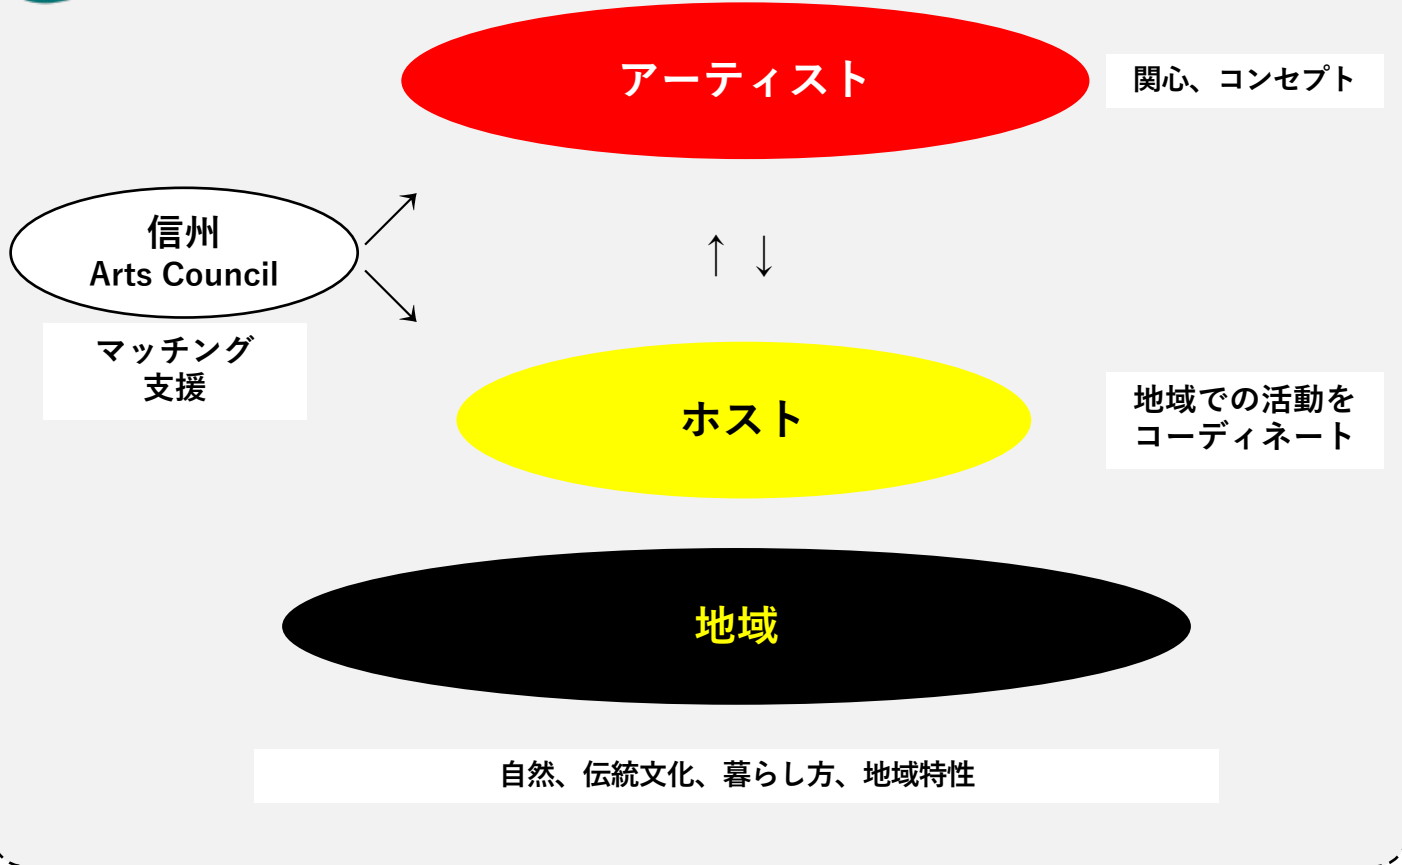 アーティスト
関心、コンセプト
信州
Arts Council
↑ ↓
マッチング
支援
ホスト
地域での活動を
コーディネート
地域
自然、伝統文化、暮らし方、地域特性